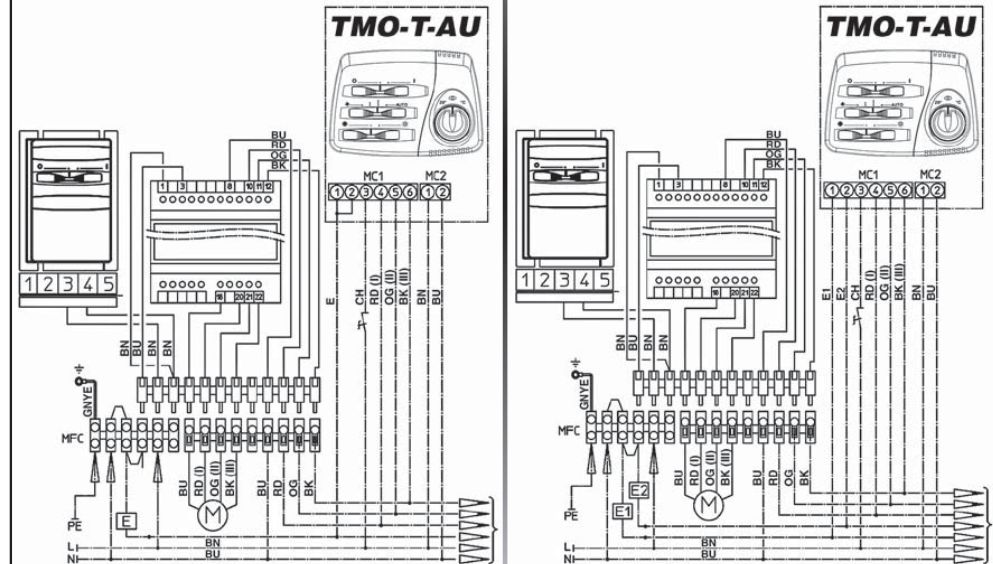 TMO-T-AU
BU
RD
OG
BK
MC1 MC2
1 3 8 10 11 12
1 2 3 4 5 6 1 2
1 2 3 4 5
18 20 21 22
E
CH
RD (I)
OG (II)
BK (III)
BN
BU
BN
BU
BN
BN
GNYE
MFC
BU
RD (I)
OG (II)
BK (III)
BU
RD
OG
BK
PE
E
M
L
BN
N
BU
TMO-T-AU
BU
RD
OG
BK
MC1 MC2
1 3 8 10 11 12
1 2 3 4 5 6 1 2
1 2 3 4 5
18 20 21 22
E1
E2
CH
RD (I)
OG (II)
BK (III)
BN
BU
BN
BU
BN
BN
GNYE
MFC
BU
RD (I)
OG (II)
BK (III)
BU
RD
OG
BK
PE
E2
E1
M
L
BN
N
BU